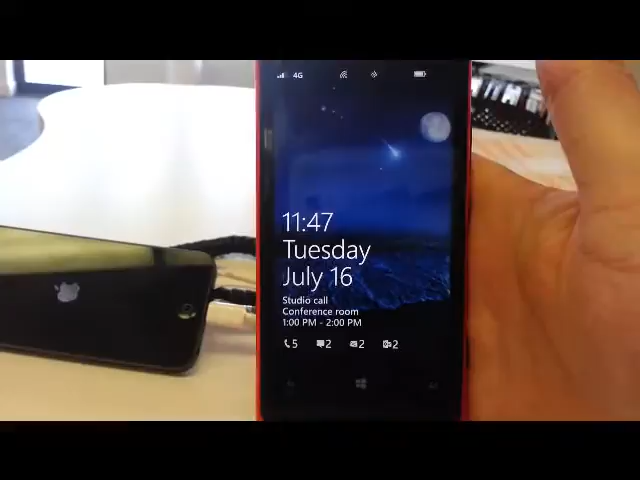 4G
11:47
Tuesday
July 16
Studio call
Conference room
1:00 PM - 2:00 PM
5 2 2 2